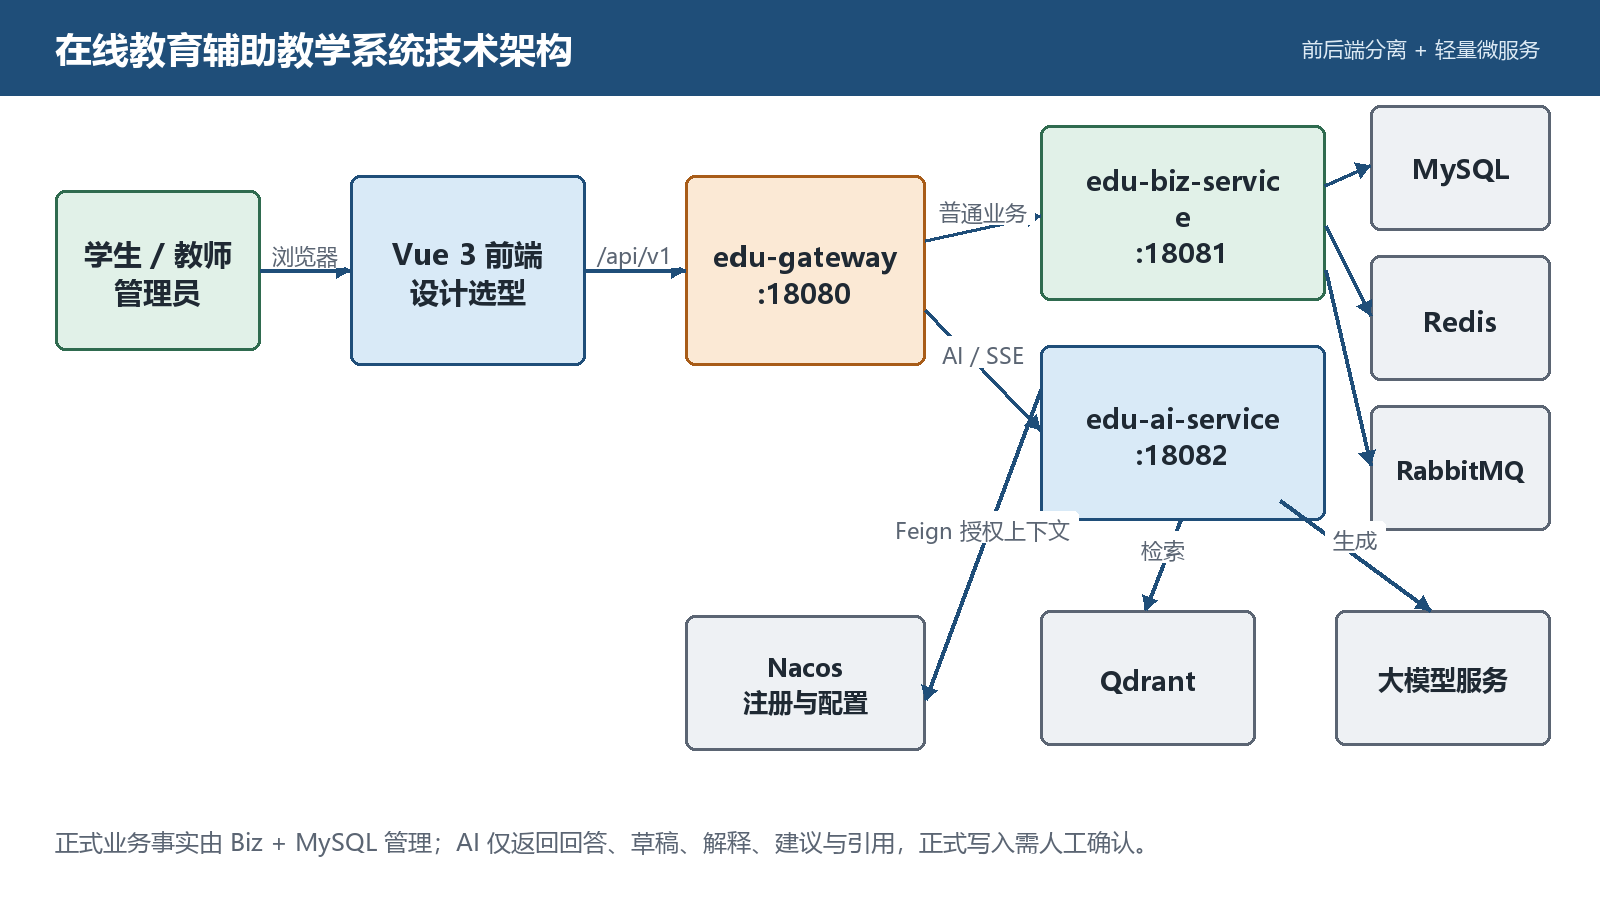 在线教育辅助教学系统技术架构
前后端分离 + 轻量微服务
学生 / 教师
管理员
浏览器
Vue 3 前端
设计选型
/api/v1
edu-gateway
:18080
普通业务
AI / SSE
edu-biz-servic
e
:18081
MySQL
Redis
RabbitMQ
edu-ai-service
:18082
Feign 授权上下文
检索
生成
Nacos
注册与配置
Qdrant
大模型服务
正式业务事实由 Biz + MySQL 管理；AI 仅返回回答、草稿、解释、建议与引用，正式写入需人工确认。